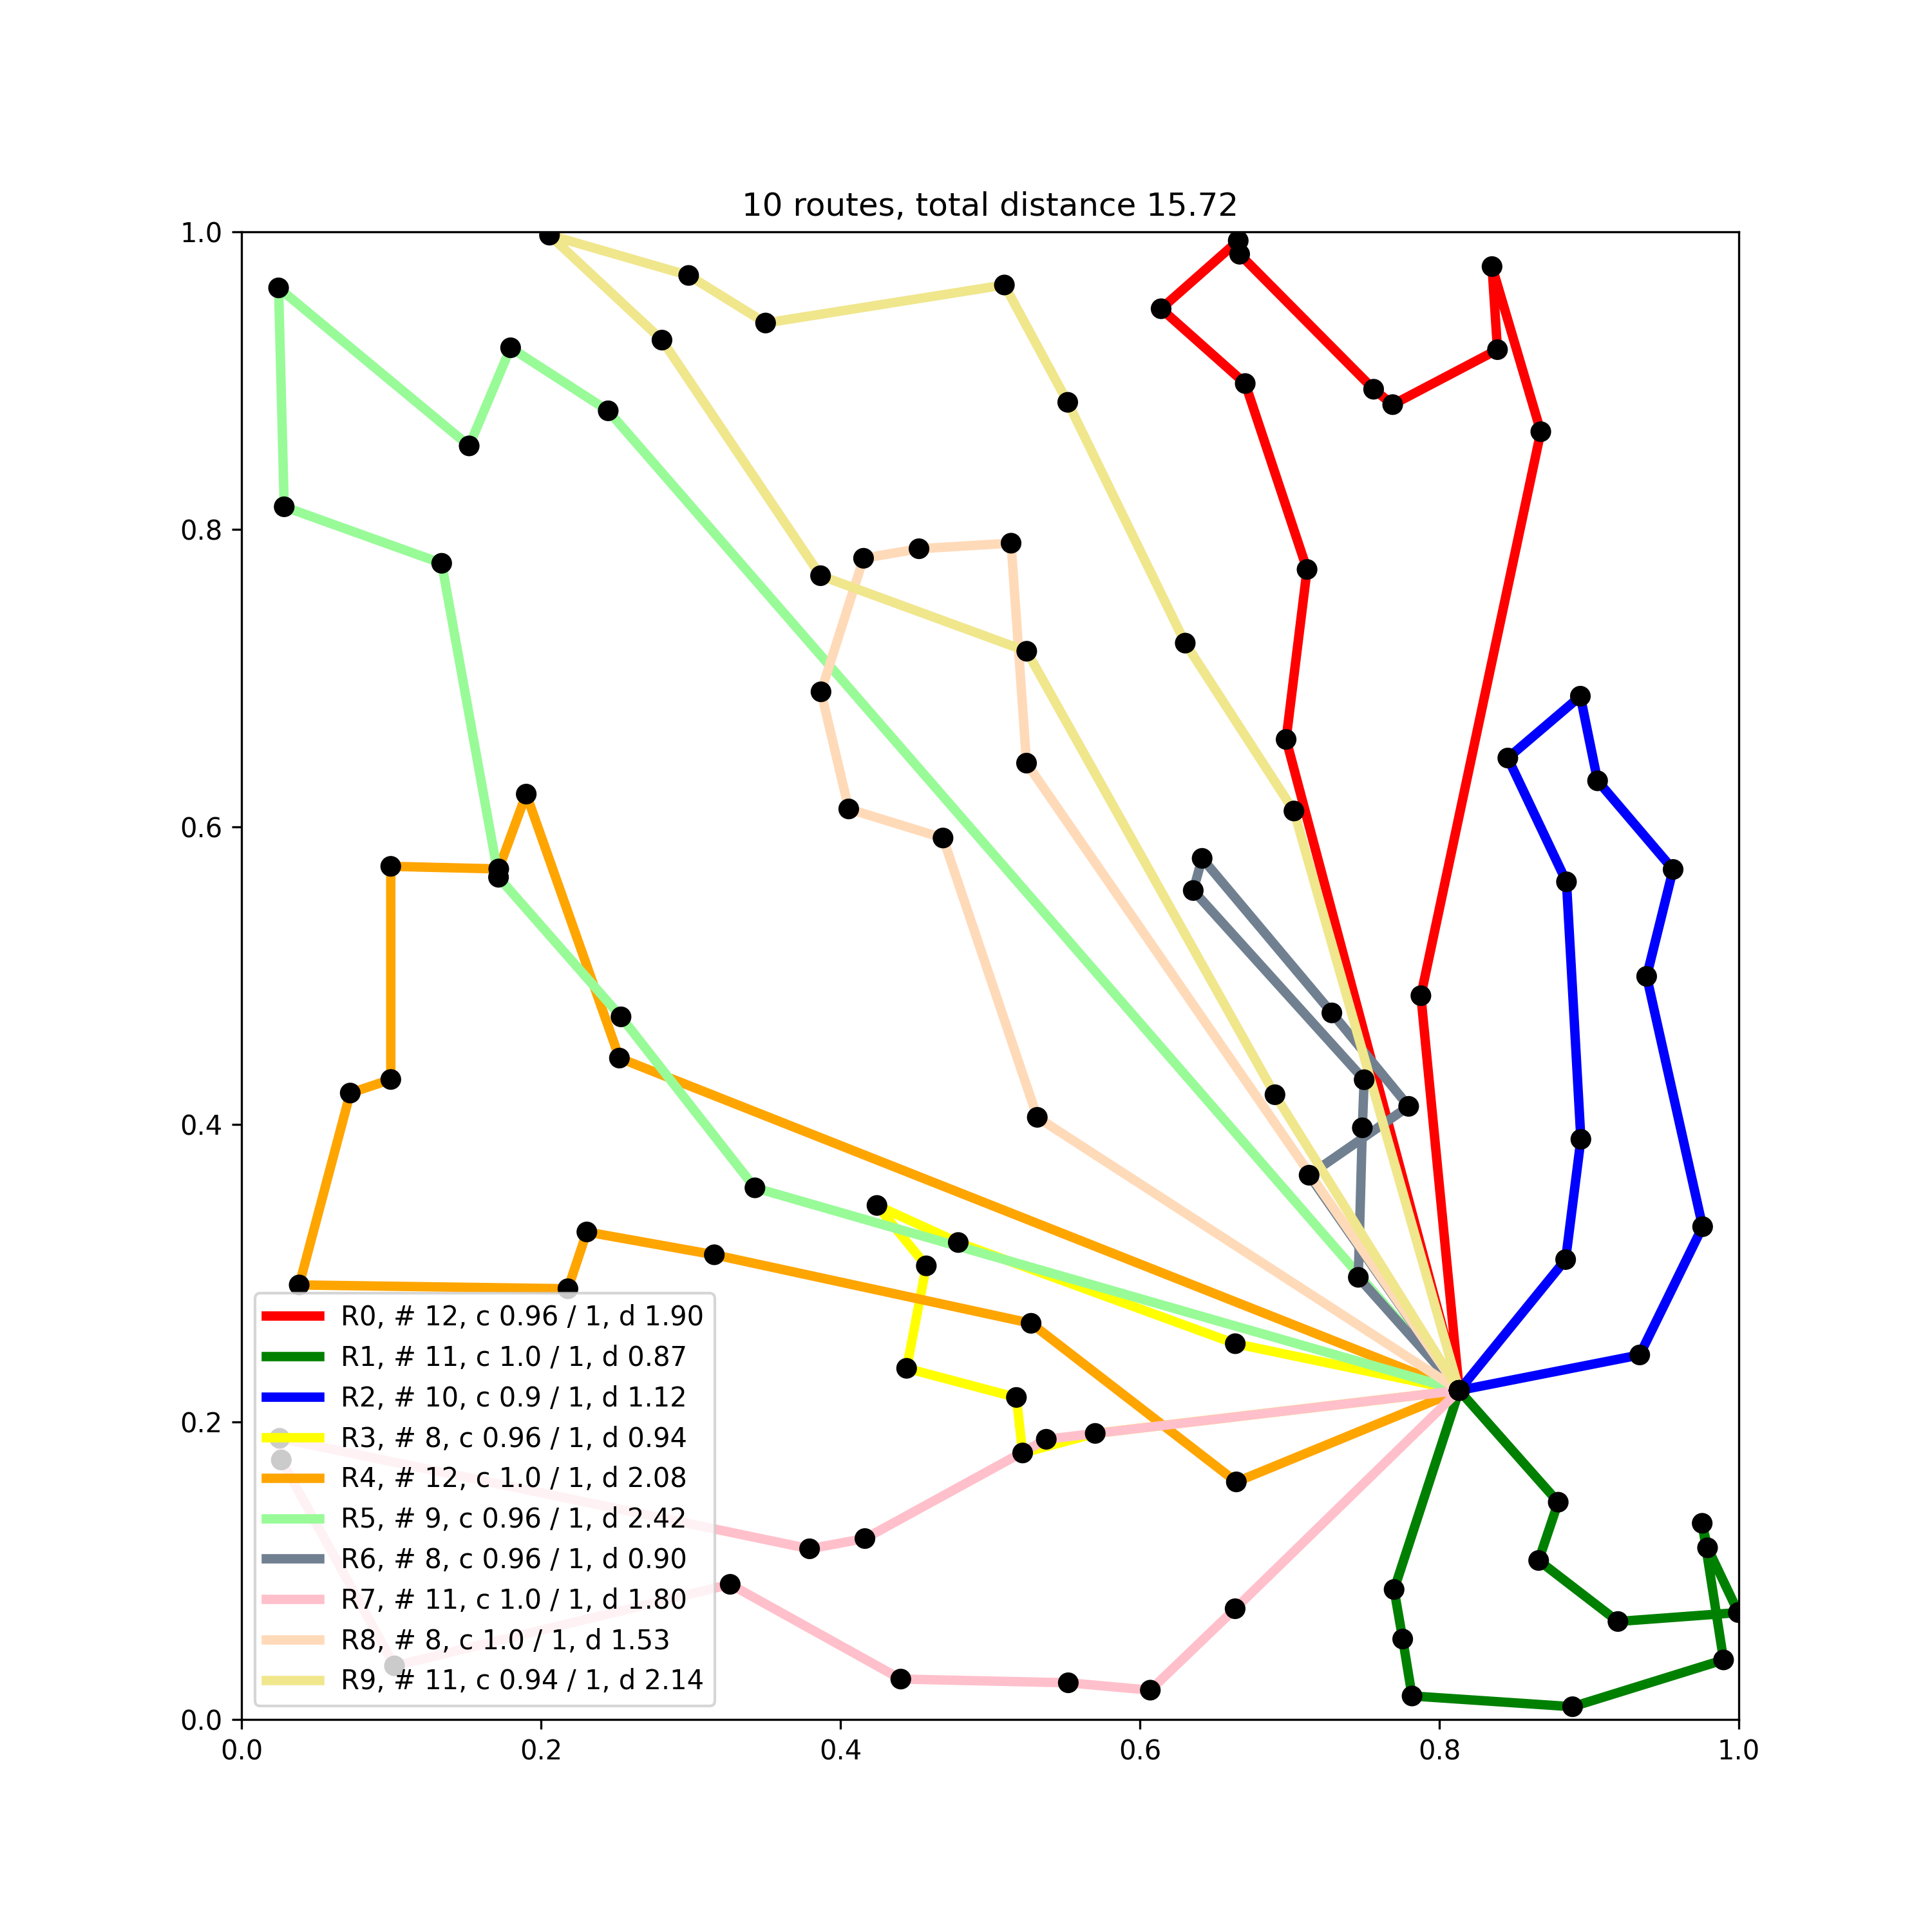 10 routes, total distance 15.72
1.0
0.8
0.6
0.4
0.2
0.0
R0, # 12, c 0.96 / 1, d 1.90
R1, # 11, c 1.0 / 1, d 0.87
R2, # 10, c 0.9 / 1, d 1.12
R3, # 8, c 0.96 / 1, d 0.94
R4, # 12, c 1.0 / 1, d 2.08
R5, # 9, c 0.96 / 1, d 2.42
R6, # 8, c 0.96 / 1, d 0.90
R7, # 11, c 1.0 / 1, d 1.80
R8, # 8, c 1.0 / 1, d 1.53
R9, # 11, c 0.94 / 1, d 2.14
0.0 0.2 0.4 0.6 0.8 1.0